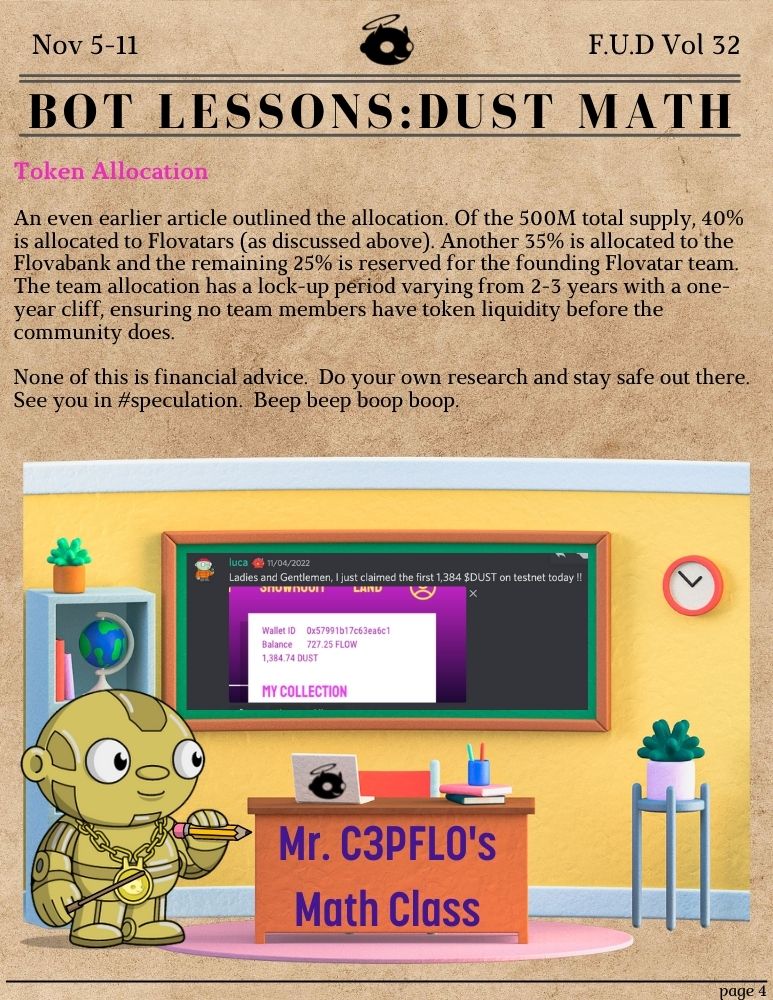 Nov 5-11
F.U.D Vol 32
BOT LESSONS:DUST MATH
Token Allocation
An even earlier article outlined the allocation. Of the 500M total supply, 40%
is allocated to Flovatars (as discussed above). Another 35% is allocated to the
Flovabank and the remaining 25% is reserved for the founding Flovatar team.
The team allocation has a lock-up period varying from 2-3 years with a one-
year cliff, ensuring no team members have token liquidity before the
community does.
None of this is financial advice.  Do your own research and stay safe out there.
See you in #speculation.  Beep beep boop boop.
luca 11/04/2022
Ladies and Gentlemen, I just claimed the first 1,384 $DUST on testnet today !!
SHOWROOM LAND
Wallet ID 0x57991b17c63ea6c1
Balance 727.25 FLOW
1,384.74 DUST
MY COLLECTION
Mr. C3PFLO's
Math Class
page 4